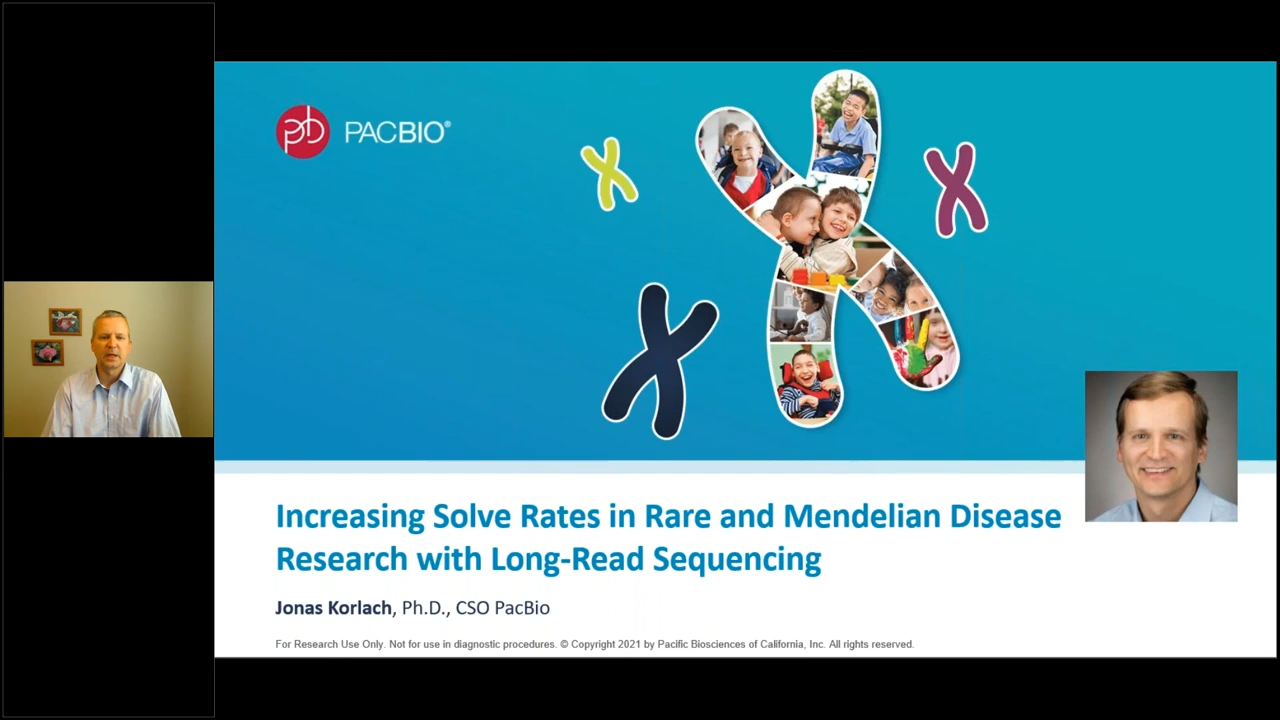 pb PACBIO®
Increasing Solve Rates in Rare and Mendelian Disease
Research with Long-Read Sequencing
Jonas Korlach, Ph.D., CSO PacBio
For Research Use Only. Not for use in diagnostic procedures. © Copyright 2021 by Pacific Biosciences of California, Inc. All rights reserved.